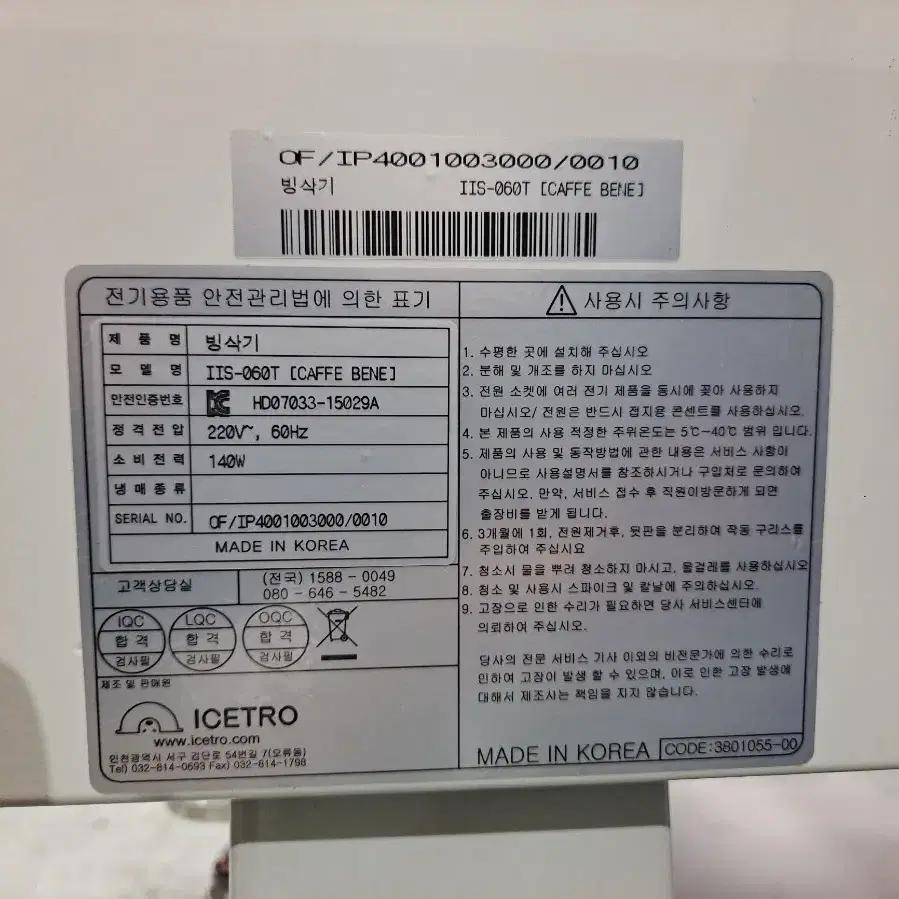 OF/IP4001003000/0010
빙삭기 IIS-060T [CAFFE BENE]
전기용품 안전관리법에 의한 표기
제품명 빙삭기
모델명 IIS-060T [CAFFE BENE]
안전인증번호 HD07033-15029A
정격전압 220V~, 60Hz
소비전력 140W
냉매종류
SERIAL NO. OF/IP4001003000/0010
MADE IN KOREA
고객상담실 (전국) 1588-0049
080-646-5482
IQC 합격 검사필
LQC 합격 검사필
OQC 합격 검사필
제조 및 판매원
ICETRO
www.icetro.com
인천광역시 서구 검단로 54번길 7(오류동)
Tel) 032-814-0693 Fax) 032-814-1798
사용시 주의사항
1. 수평한 곳에 설치해 주십시오
2. 분해 및 개조를 하지 마십시오
3. 전원 소켓에 여러 전기 제품을 동시에 꽂아 사용하지
마십시오/ 전원은 반드시 접지용 콘센트를 사용하십시오.
4. 본 제품의 사용 적정한 주위온도는 5℃-40℃ 범위 입니다.
5. 제품의 사용 및 동작방법에 관한 내용은 서비스 사항이
아니므로 사용설명서를 참조하시거나 구입처로 문의하여
주십시오. 만약, 서비스 접수 후 직원이방문하게 되면
출장비를 받게 됩니다.
6. 3개월에 1회, 전원제거후, 뒷판을 분리하여 작동 구리스를
주입하여 주십시요
7. 청소시 물을 뿌려 청소하지 마시고, 물걸레를 사용하십시오
8. 청소 및 사용시 스파이크 및 칼날에 주의하십시오.
9. 고장으로 인한 수리가 필요하면 당사 서비스센타에
의뢰하여 주십시오.
당사의 전문 서비스 기사 이외의 비전문가에 의한 수리로
인하여 고장이 발생 할 수 있으며, 이로 인한 고장 발생에
대해서 제조사는 책임을 지지 않습니다.
MADE IN KOREA CODE:3801055-00